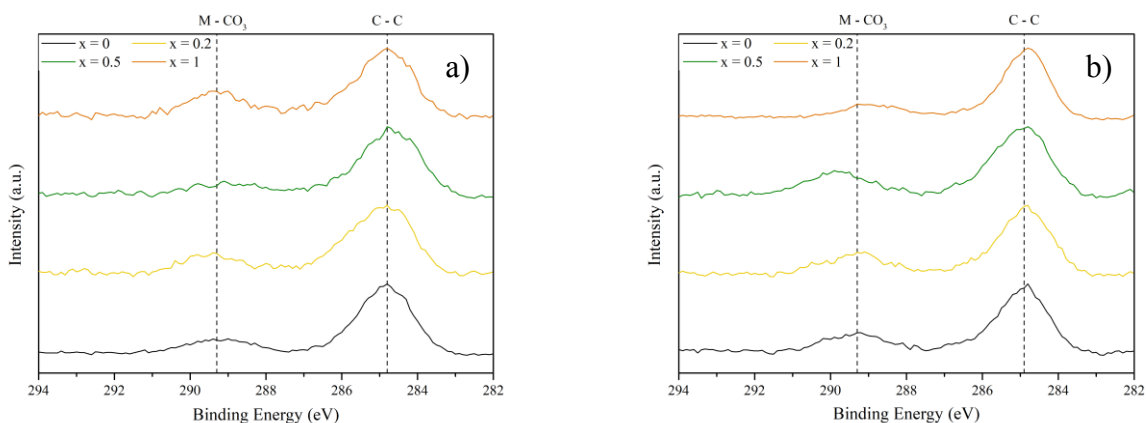 M - CO₃ C - C
x = 0 x = 0.2
x = 0.5 x = 1
a)
Intensity (a.u.)
294 292 290 288 286 284 282
Binding Energy (eV)
M - CO₃ C - C
x = 0 x = 0.2
x = 0.5 x = 1
b)
Intensity (a.u.)
294 292 290 288 286 284 282
Binding Energy (eV)